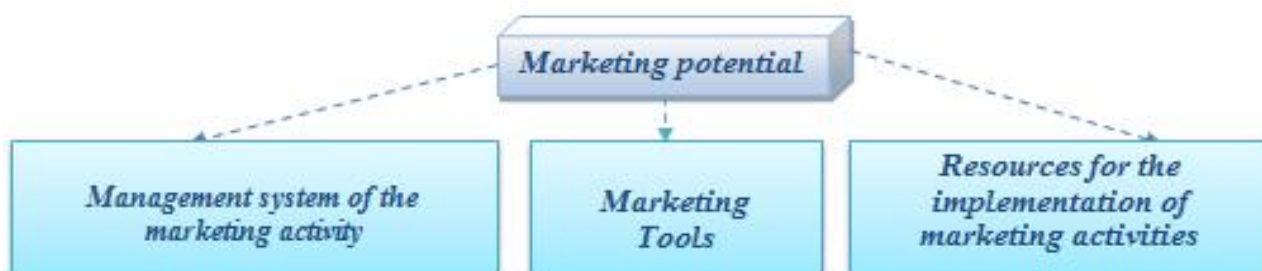 Marketing potential
Management system of the
marketing activity
Marketing
Tools
Resources for the
implementation of
marketing activities